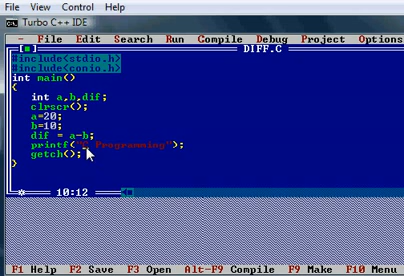 File View Control Help
Turbo C++ IDE
- File Edit Search Run Compile Debug Project Options
DIFF.C
#include<stdio.h>
#include<conio.h>
int main()
{
int a,b,dif;
clrscr();
a=20;
b=10;
dif = a-b;
printf("C Programming");
getch();
}
10:12
F1 Help F2 Save F3 Open Alt-F9 Compile F9 Make F10 Menu